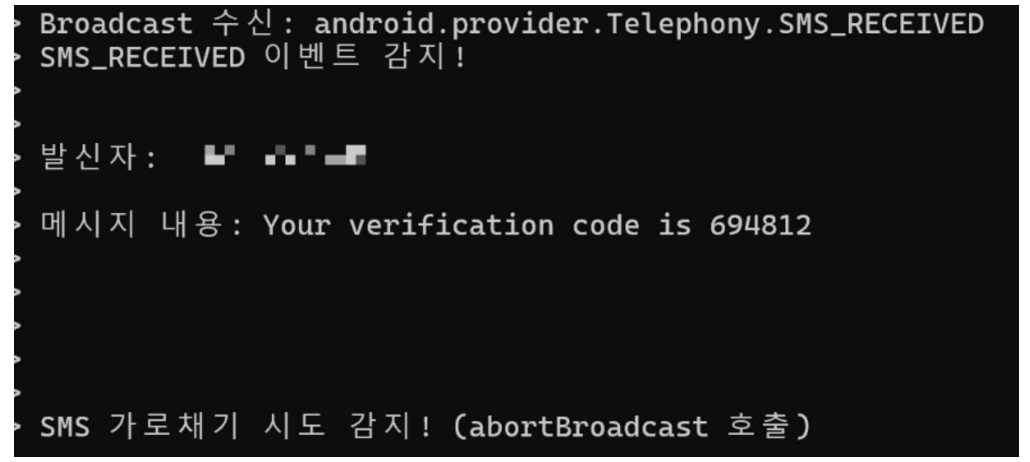 > Broadcast 수신: android.provider.Telephony.SMS_RECEIVED
> SMS_RECEIVED 이벤트 감지!
>
>
> 발신자:
>
> 메시지 내용: Your verification code is 694812
>
>
>
>
>
> SMS 가로채기 시도 감지! (abortBroadcast 호출)